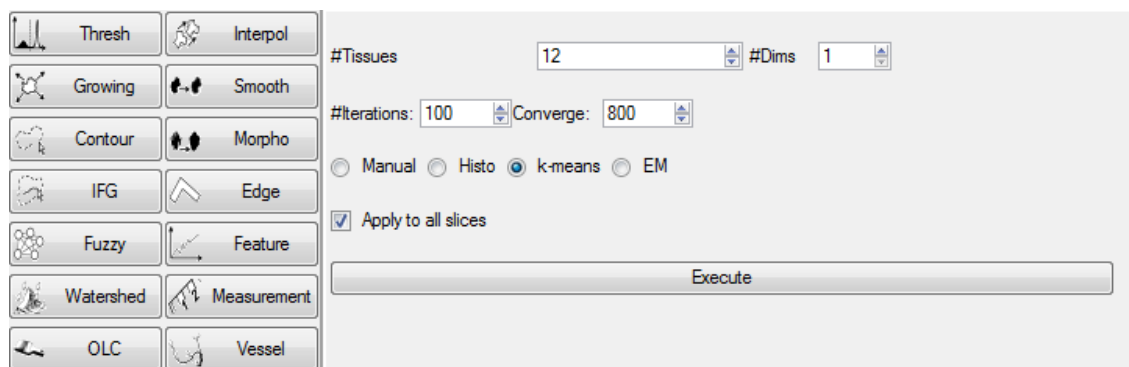 Thresh Interpol
Growing Smooth
Contour Morpho
IFG Edge
Fuzzy Feature
Watershed Measurement
OLC Vessel
#Tissues 12 #Dims 1
#Iterations: 100 Converge: 800
Manual Histo k-means EM
Apply to all slices
Execute